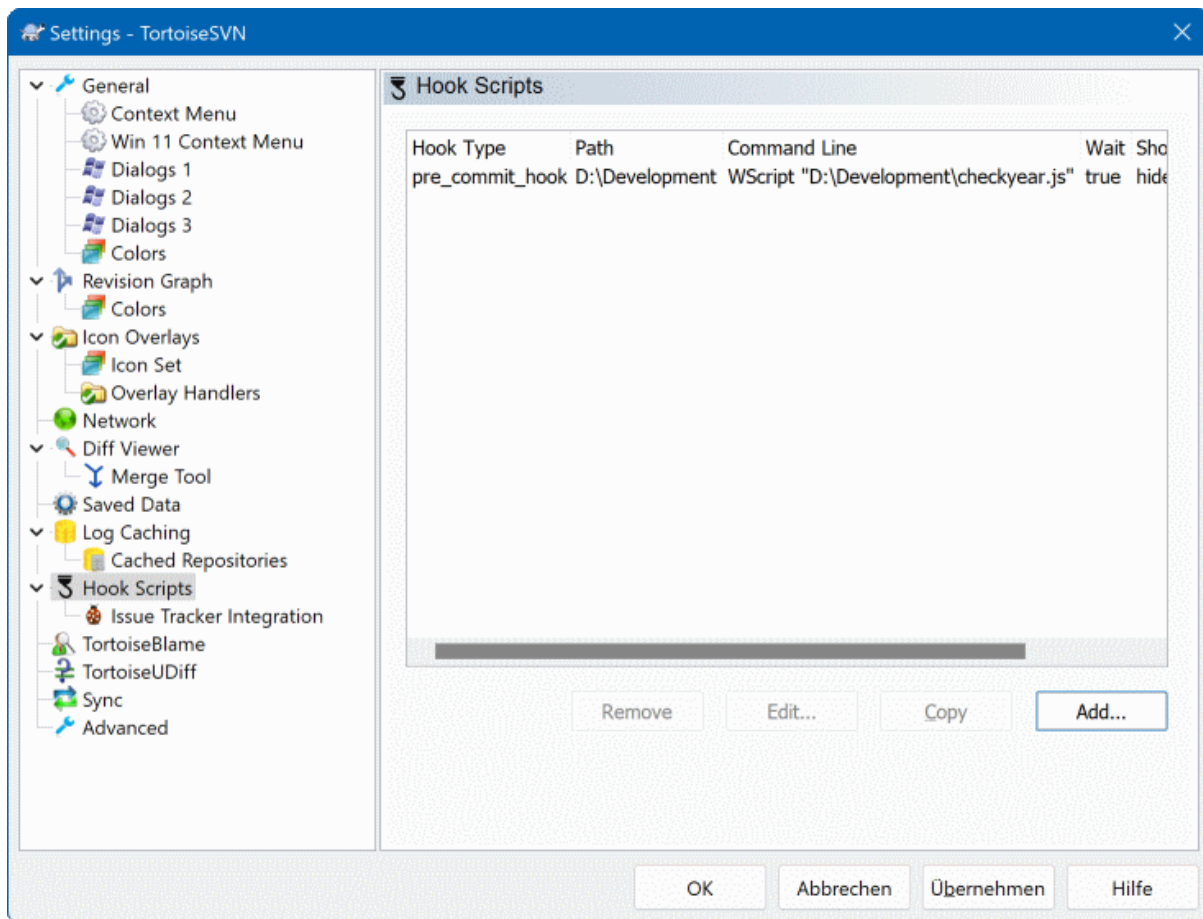 Settings - TortoiseSVN
General
Context Menu
Win 11 Context Menu
Dialogs 1
Dialogs 2
Dialogs 3
Colors
Revision Graph
Colors
Icon Overlays
Icon Set
Overlay Handlers
Network
Diff Viewer
Merge Tool
Saved Data
Log Caching
Cached Repositories
Hook Scripts
Issue Tracker Integration
TortoiseBlame
TortoiseUDiff
Sync
Advanced
Hook Scripts
Hook Type Path Command Line Wait Sho
pre_commit_hook D:\Development WScript "D:\Development\checkyear.js" true hide
Remove Edit... Copy Add...
OK Abbrechen Übernehmen Hilfe